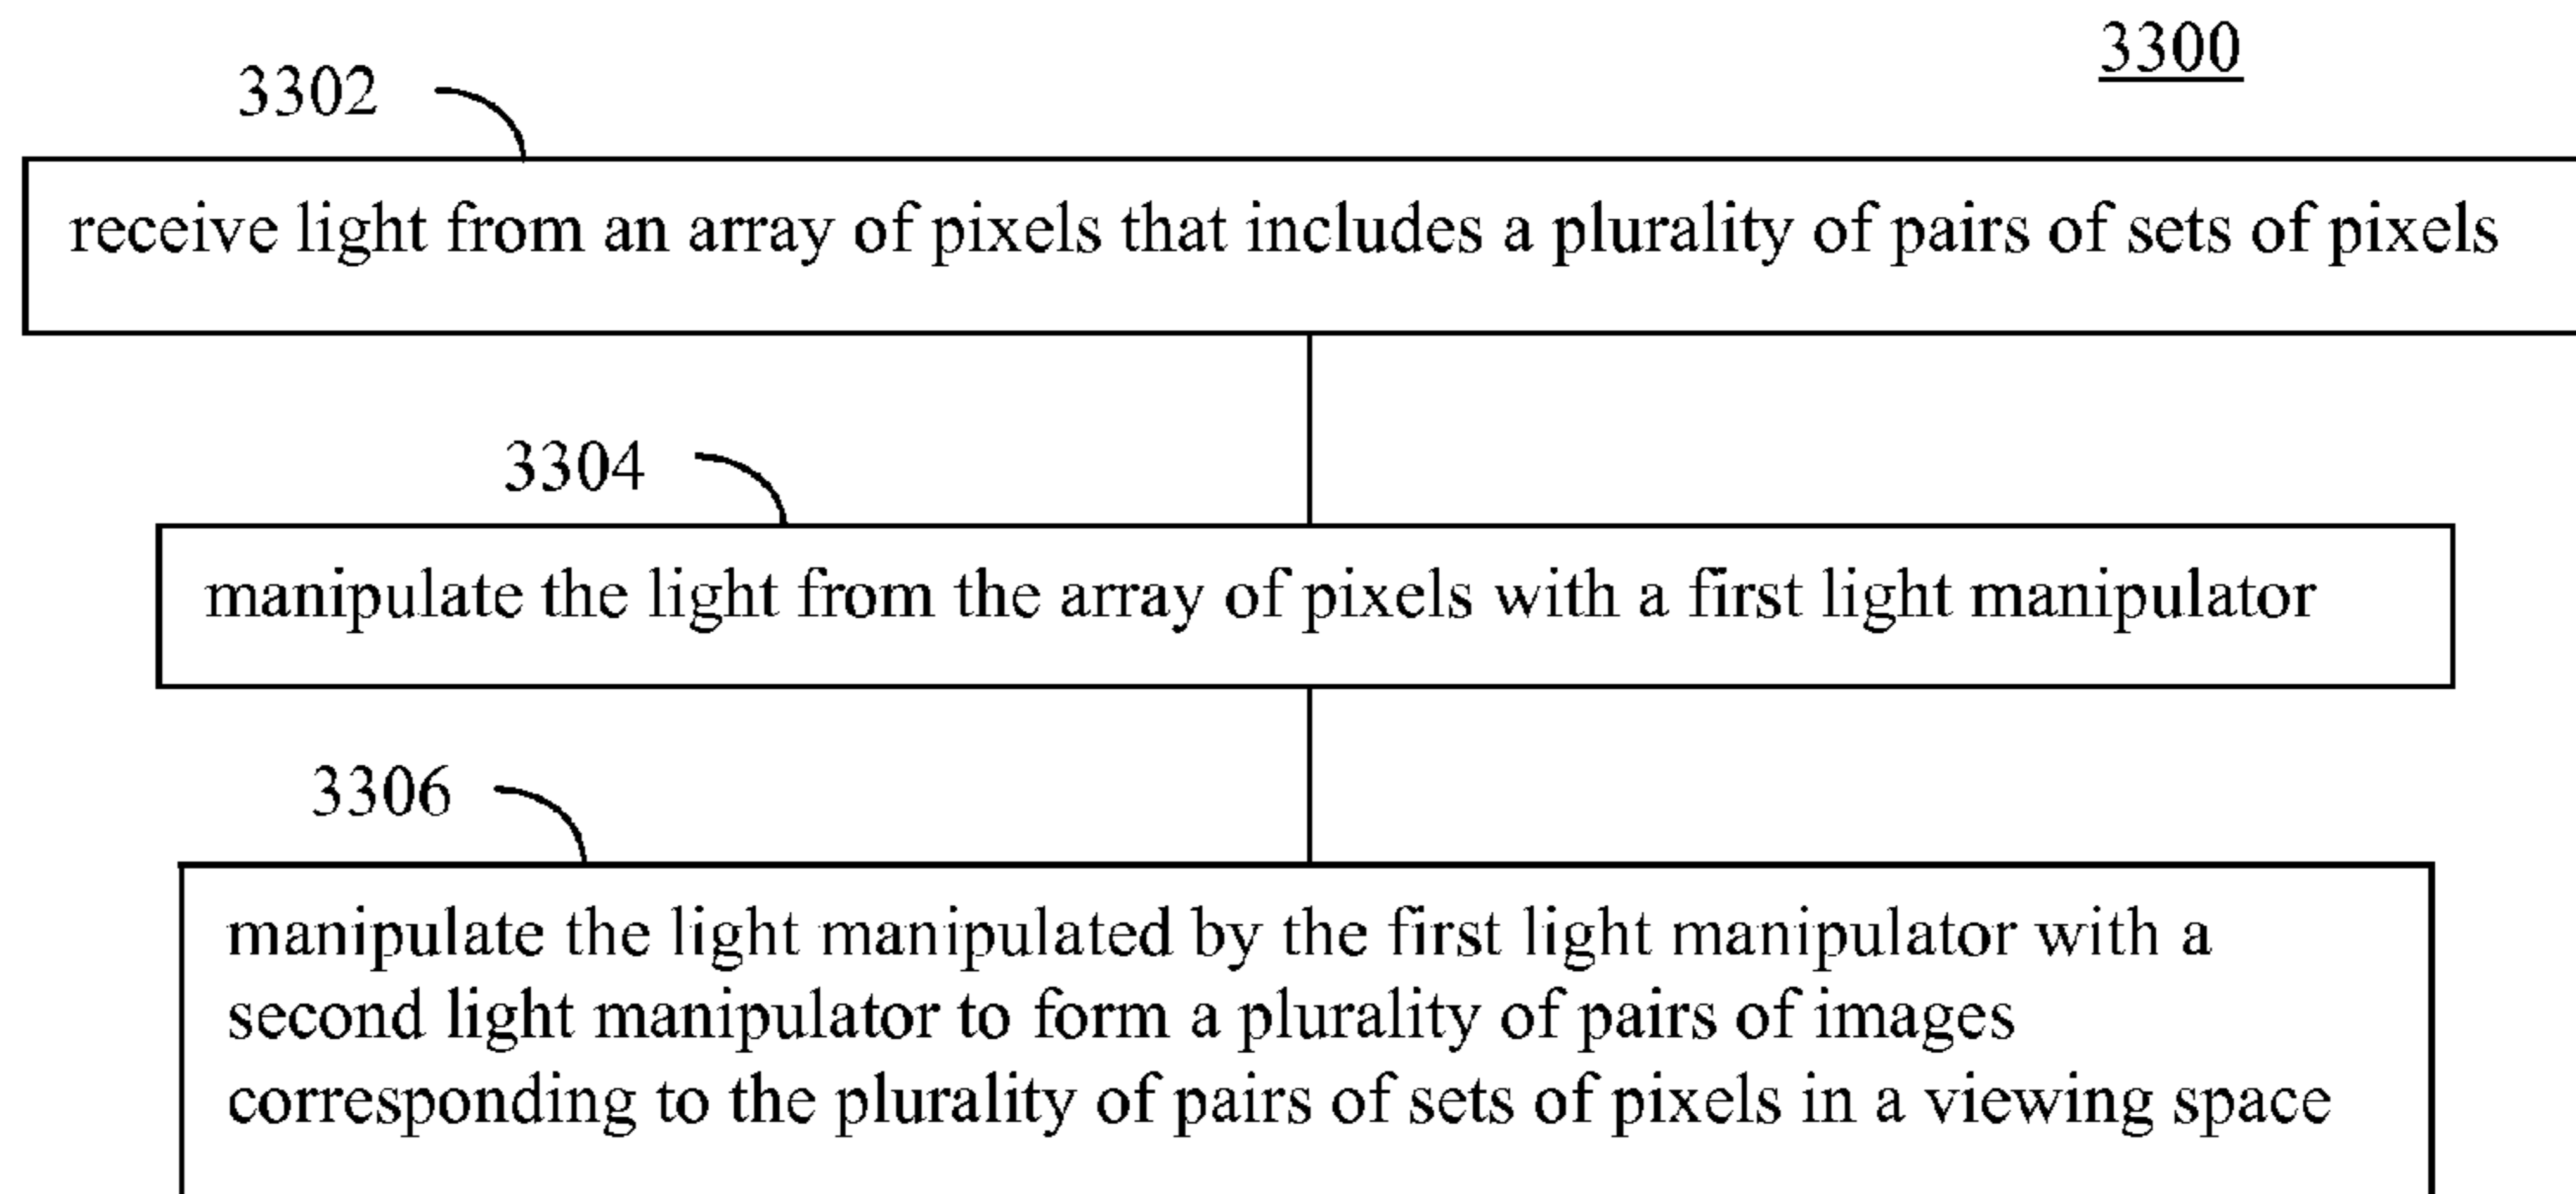 3300
3302
receive light from an array of pixels that includes a plurality of pairs of sets of pixels
3304
manipulate the light from the array of pixels with a first light manipulator
3306
manipulate the light manipulated by the first light manipulator with a
second light manipulator to form a plurality of pairs of images
corresponding to the plurality of pairs of sets of pixels in a viewing space